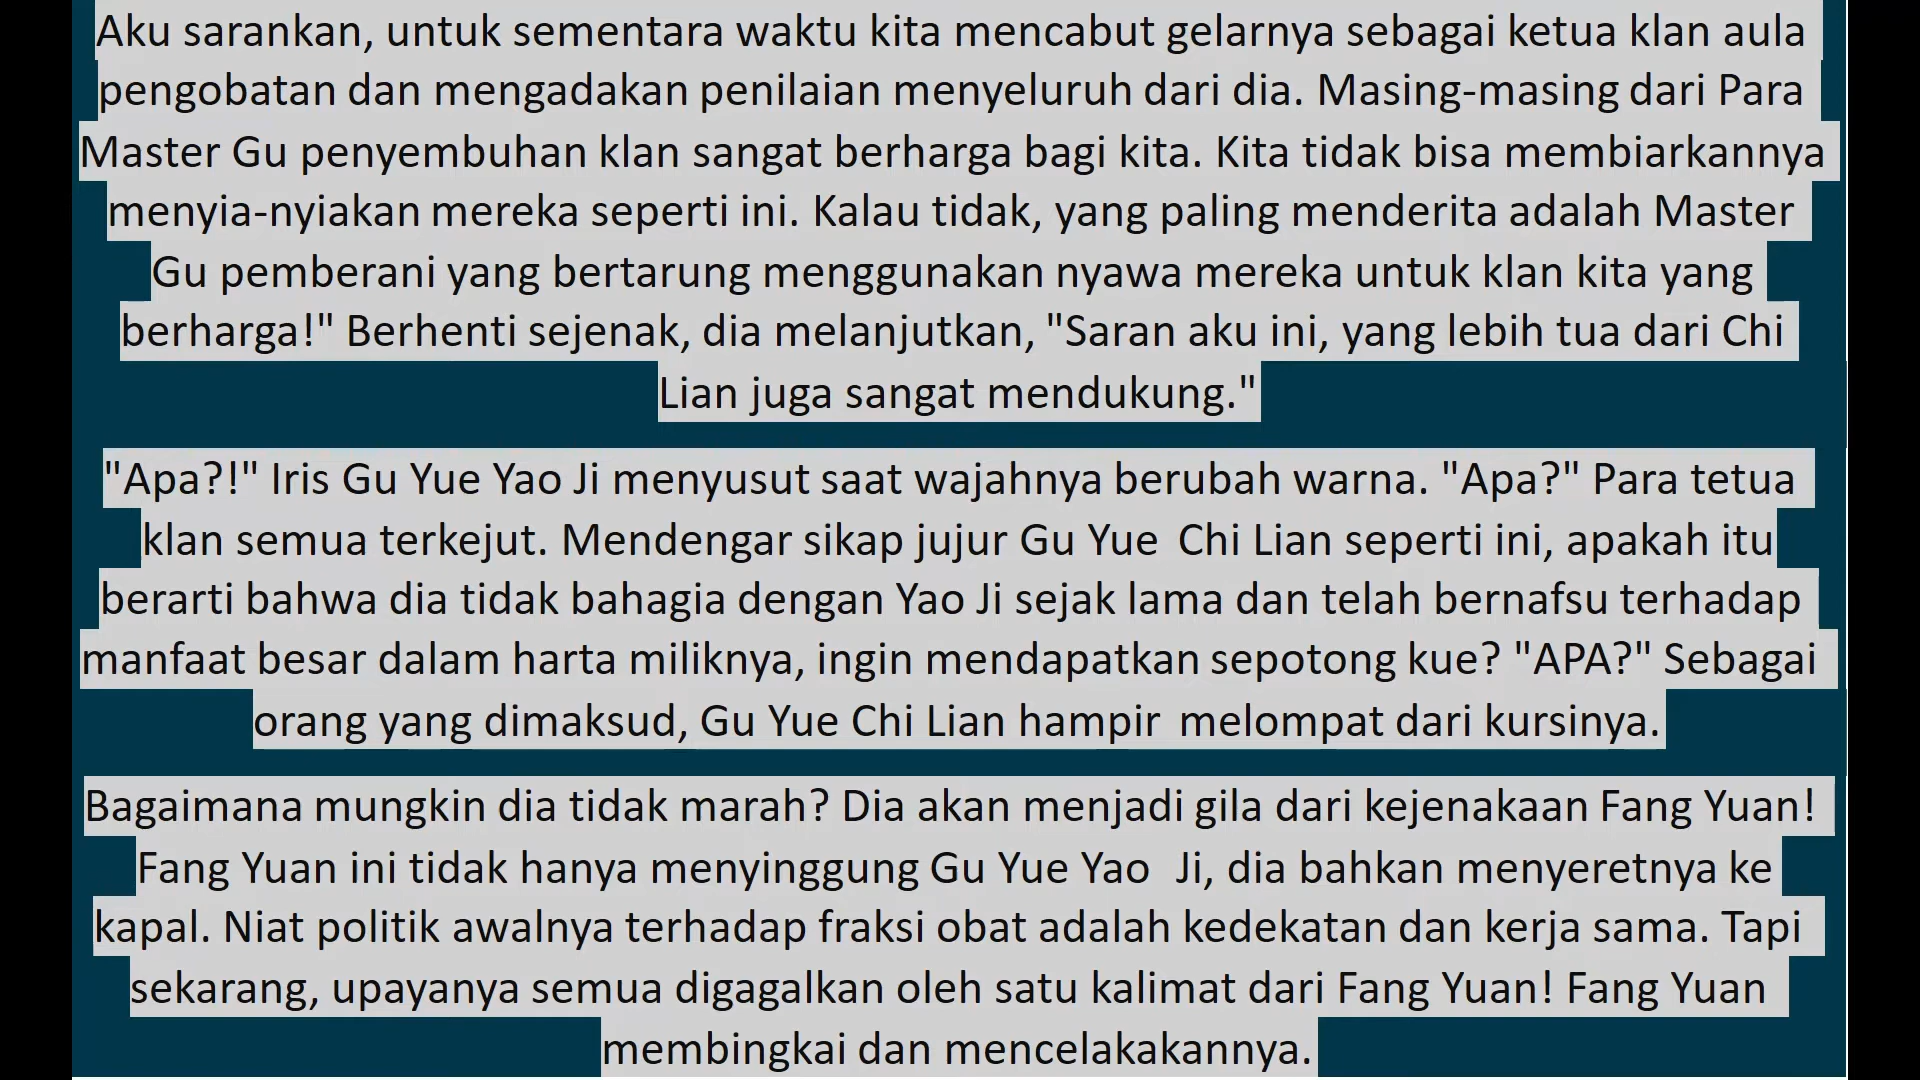 Aku sarankan, untuk sementara waktu kita mencabut gelarnya sebagai ketua klan aula
pengobatan dan mengadakan penilaian menyeluruh dari dia. Masing-masing dari Para
Master Gu penyembuhan klan sangat berharga bagi kita. Kita tidak bisa membiarkannya
menyia-nyiakan mereka seperti ini. Kalau tidak, yang paling menderita adalah Master
Gu pemberani yang bertarung menggunakan nyawa mereka untuk klan kita yang
berharga!" Berhenti sejenak, dia melanjutkan, "Saran aku ini, yang lebih tua dari Chi
Lian juga sangat mendukung."
"Apa?!" Iris Gu Yue Yao Ji menyusut saat wajahnya berubah warna. "Apa?" Para tetua
klan semua terkejut. Mendengar sikap jujur Gu Yue Chi Lian seperti ini, apakah itu
berarti bahwa dia tidak bahagia dengan Yao Ji sejak lama dan telah bernafsu terhadap
manfaat besar dalam harta miliknya, ingin mendapatkan sepotong kue? "APA?" Sebagai
orang yang dimaksud, Gu Yue Chi Lian hampir melompat dari kursinya.
Bagaimana mungkin dia tidak marah? Dia akan menjadi gila dari kejenakaan Fang Yuan!
Fang Yuan ini tidak hanya menyinggung Gu Yue Yao Ji, dia bahkan menyeretnya ke
kapal. Niat politik awalnya terhadap fraksi obat adalah kedekatan dan kerja sama. Tapi
sekarang, upayanya semua digagalkan oleh satu kalimat dari Fang Yuan! Fang Yuan
membingkai dan mencelakakannya.